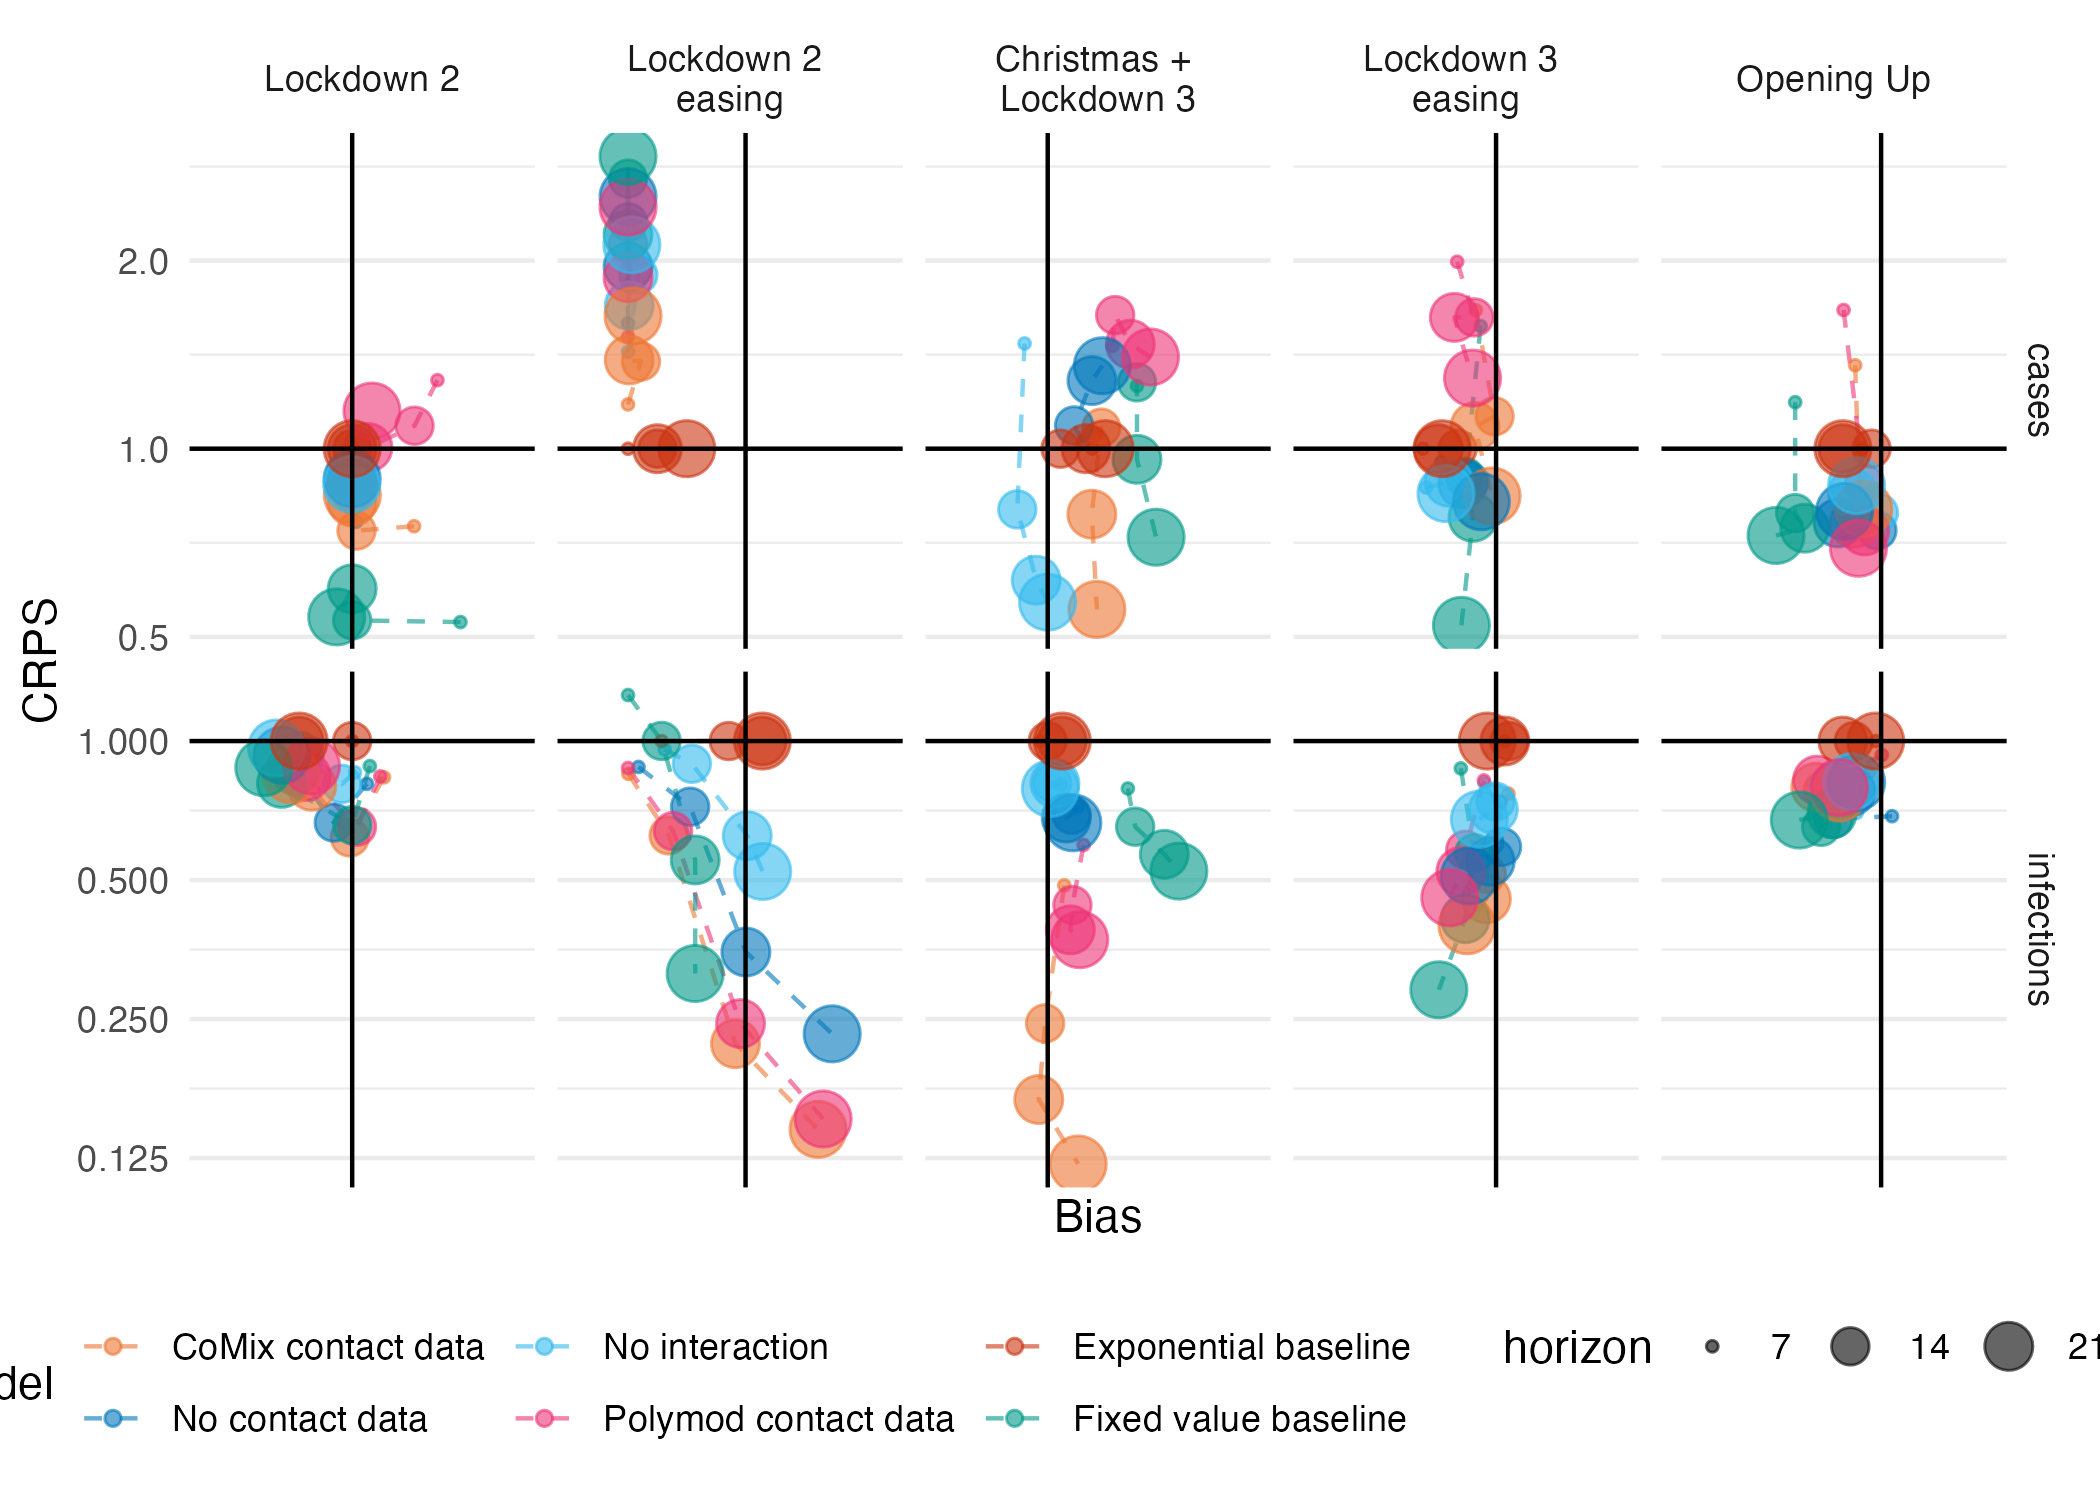 Lockdown 2
Lockdown 2
easing
Christmas +
Lockdown 3
Lockdown 3
easing
Opening Up
CRPS
2.0
1.0
0.5
cases
1.000
0.500
0.250
0.125
infections
Bias
del
CoMix contact data
No interaction
Exponential baseline
No contact data
Polymod contact data
Fixed value baseline
horizon
7
14
21